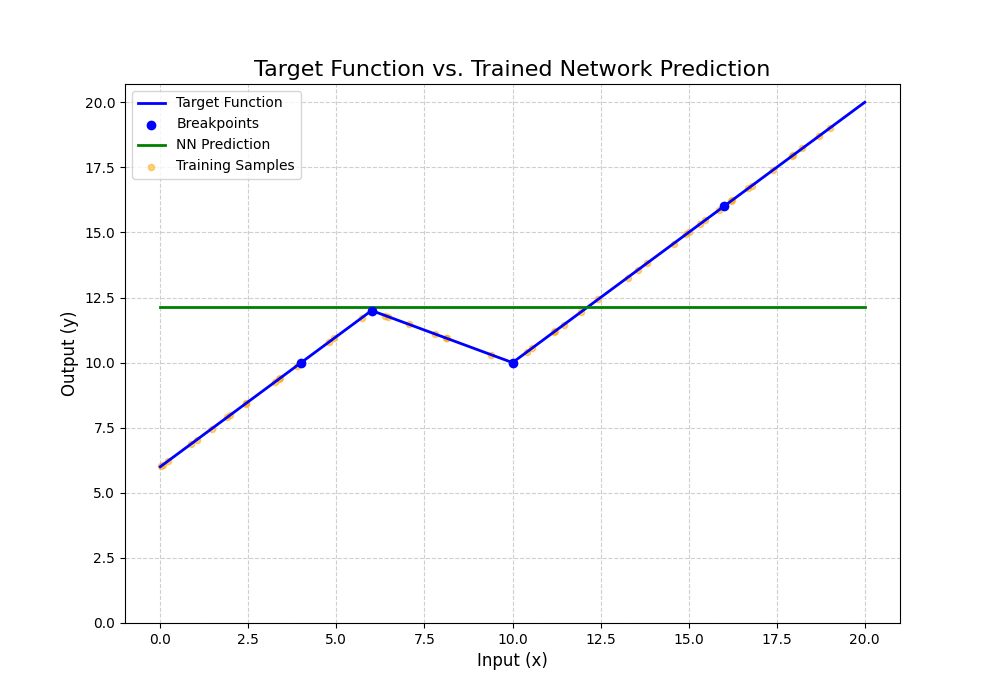 Target Function vs. Trained Network Prediction
Target Function
Breakpoints
NN Prediction
Training Samples
20.0
17.5
15.0
12.5
10.0
7.5
5.0
2.5
0.0
Output (y)
0.0 2.5 5.0 7.5 10.0 12.5 15.0 17.5 20.0
Input (x)